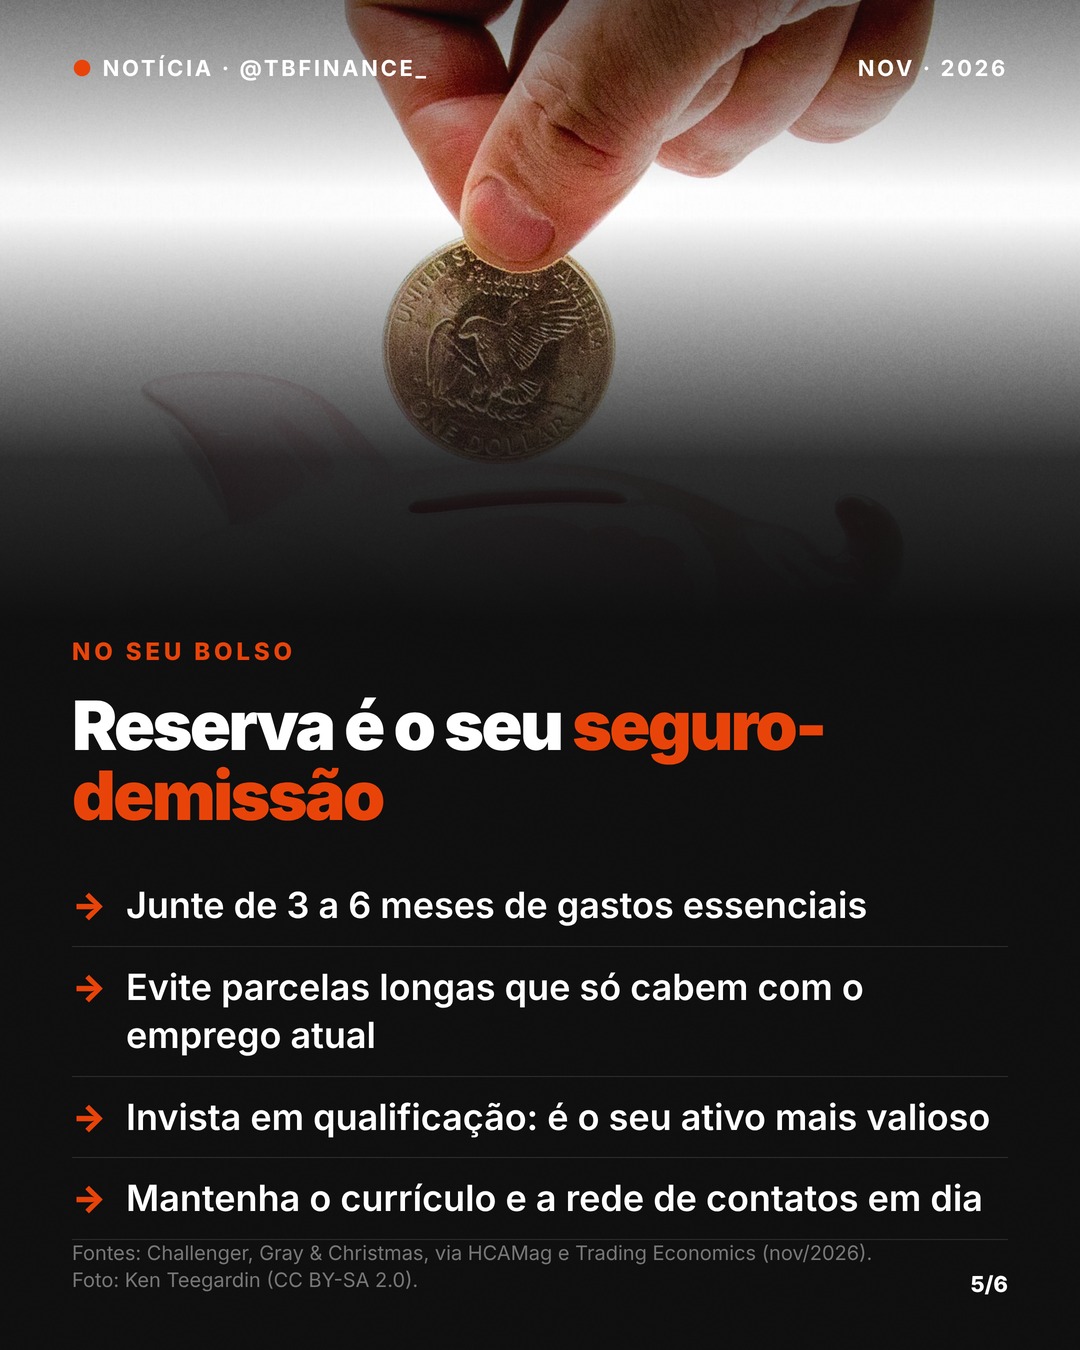 NOTÍCIA · @TBFINANCE_
NOV · 2026
UNITED ST
AMERICA
E PLURIBUS
UNUM
ONE DOLLAR
NO SEU BOLSO
Reserva é o seu seguro-
demissão
→ Junte de 3 a 6 meses de gastos essenciais
→ Evite parcelas longas que só cabem com o
emprego atual
→ Invista em qualificação: é o seu ativo mais valioso
→ Mantenha o currículo e a rede de contatos em dia
Fontes: Challenger, Gray & Christmas, via HCAMag e Trading Economics (nov/2026).
Foto: Ken Teegardin (CC BY-SA 2.0).
5/6